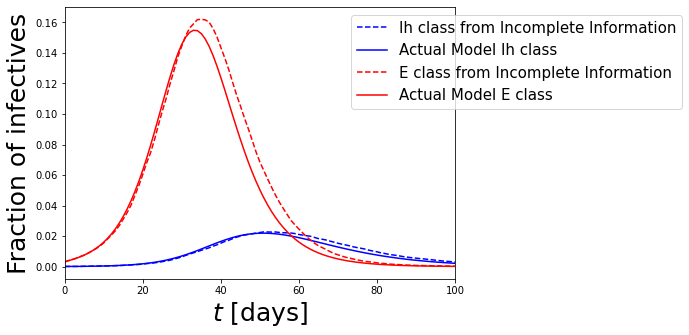 Fraction of infectives
0.16
0.14
0.12
0.10
0.08
0.06
0.04
0.02
0.00
Ih class from Incomplete Information
Actual Model Ih class
E class from Incomplete Information
Actual Model E class
0 20 40 60 80 100
t [days]